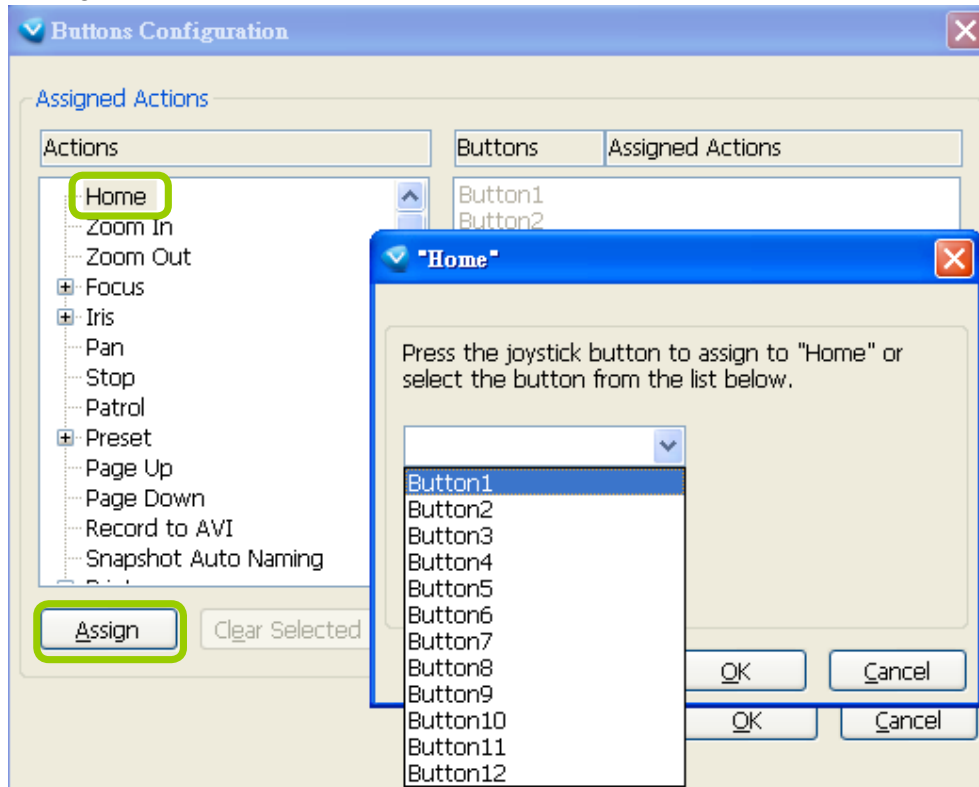 Buttons Configuration
Assigned Actions
Actions
Buttons
Assigned Actions
Home
Zoom In
Zoom Out
Focus
Iris
Pan
Stop
Patrol
Preset
Page Up
Page Down
Record to AVI
Snapshot Auto Naming
Button1
Button2
Assign
Clear Selected
"Home"
Press the joystick button to assign to "Home" or
select the button from the list below.
Button1
Button2
Button3
Button4
Button5
Button6
Button7
Button8
Button9
Button10
Button11
Button12
OK
Cancel
OK
Cancel